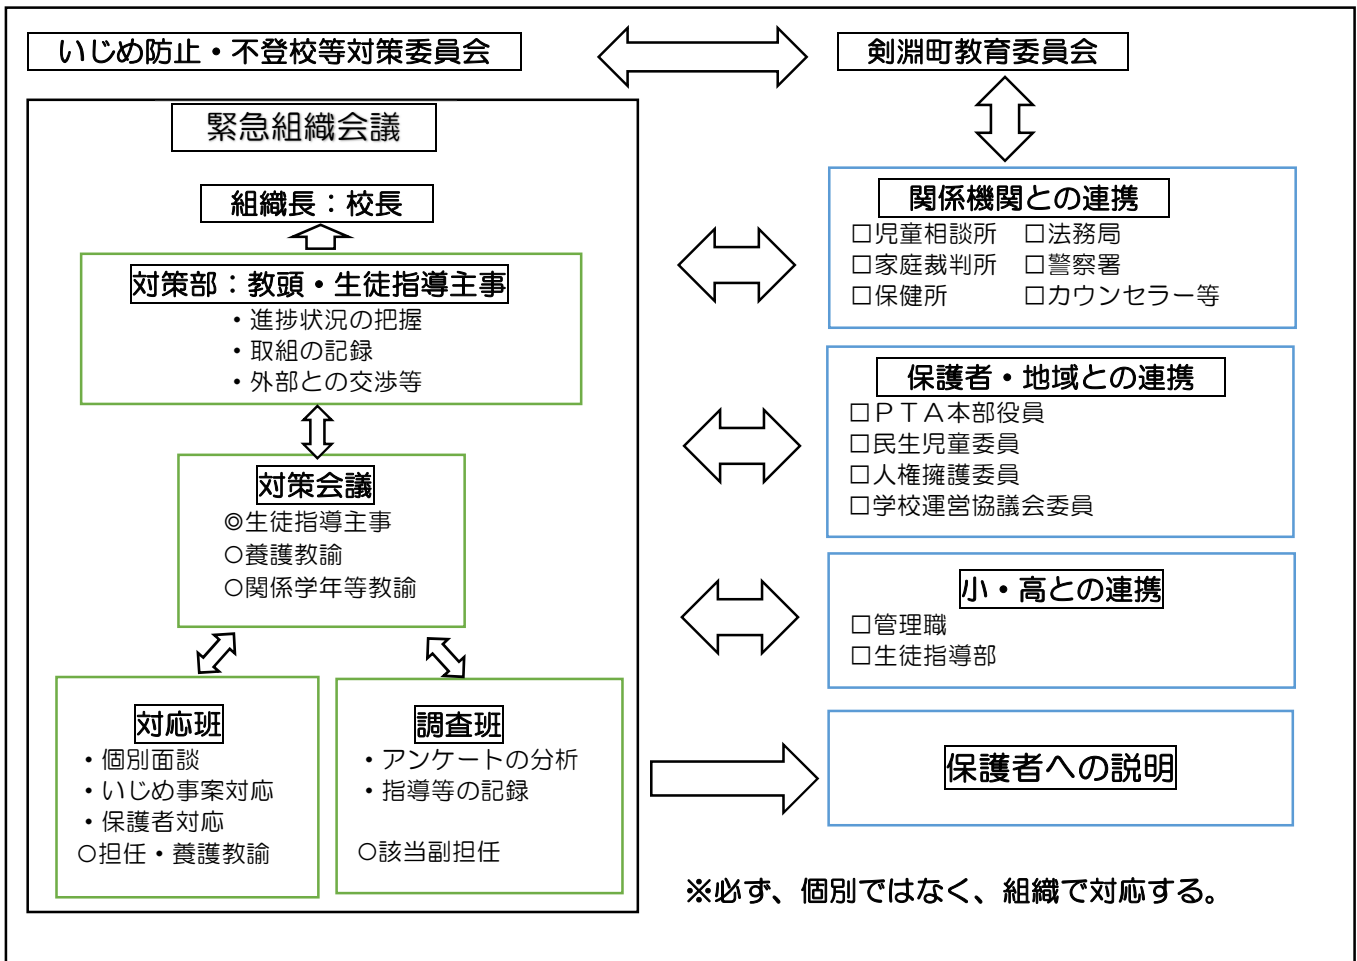 いじめ防止・不登校等対策委員会
剣淵町教育委員会
緊急組織会議
組織長：校長
対策部：教頭・生徒指導主事
・進捗状況の把握
・取組の記録
・外部との交渉等
対策会議
◎生徒指導主事
○養護教諭
○関係学年等教諭
対応班
・個別面談
・いじめ事案対応
・保護者対応
○担任・養護教諭
調査班
・アンケートの分析
・指導等の記録
○該当副担任
関係機関との連携
□児童相談所　□法務局
□家庭裁判所　□警察署
□保健所　　　□カウンセラー等
保護者・地域との連携
□ＰＴＡ本部役員
□民生児童委員
□人権擁護委員
□学校運営協議会委員
小・高との連携
□管理職
□生徒指導部
保護者への説明
※必ず、個別ではなく、組織で対応する。